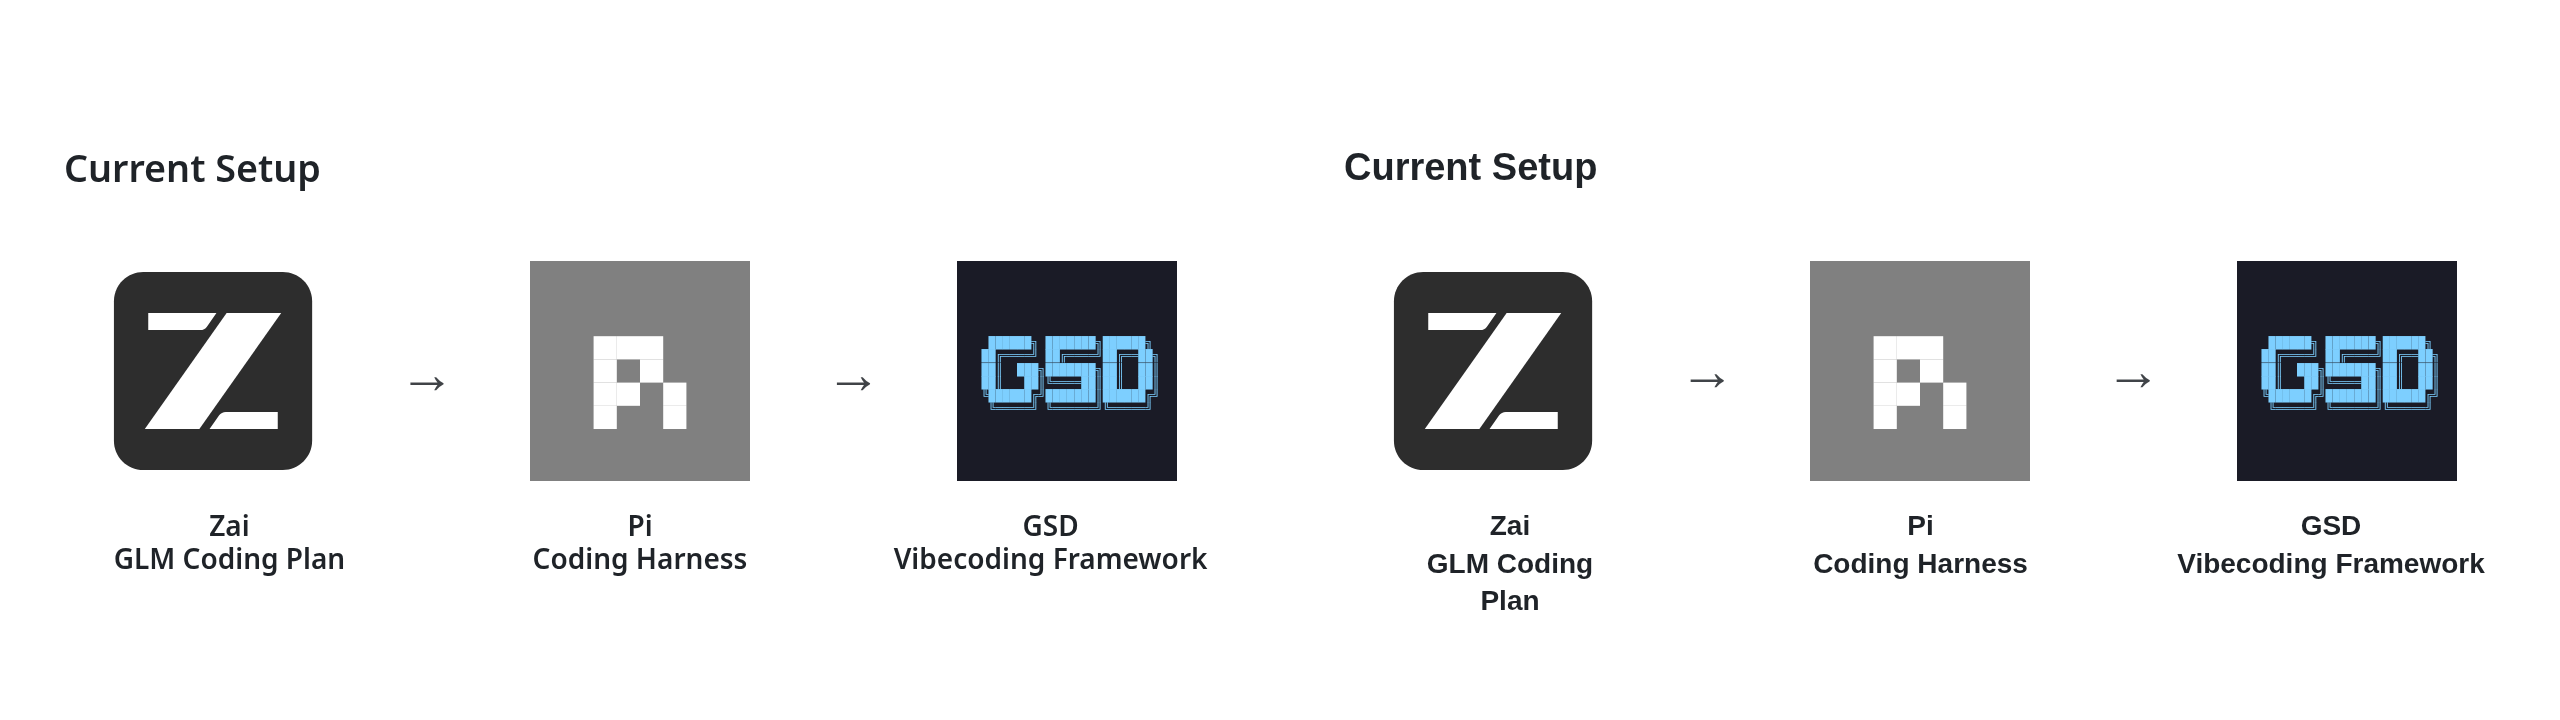 Current Setup
Z
→
→
GSD
Zai
GLM Coding Plan
Pi
Coding Harness
GSD
Vibecoding Framework
Current Setup
Z
→
→
GSD
Zai
GLM Coding
Plan
Pi
Coding Harness
GSD
Vibecoding Framework